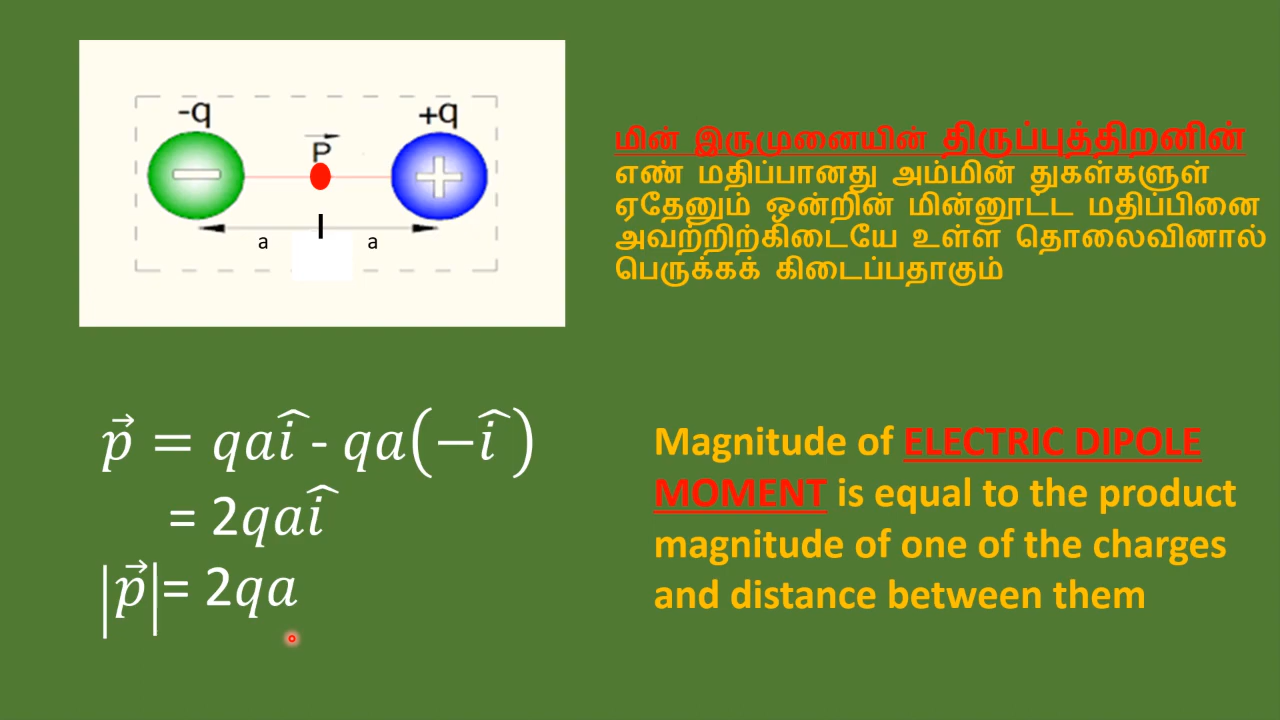 -q
+q
P⃗
a
a
மின் இருமுனையின் திருப்புத்திறனின்
எண் மதிப்பானது அம்மின் துகள்களுள்
ஏதேனும் ஒன்றின் மின்னூட்ட மதிப்பினை
அவற்றிற்கிடையே உள்ள தொலைவினால்
பெருக்கக் கிடைப்பதாகும்
p⃗ = qaî - qa(−î)
= 2qaî
|p⃗|= 2qa
Magnitude of ELECTRIC DIPOLE
MOMENT is equal to the product
magnitude of one of the charges
and distance between them